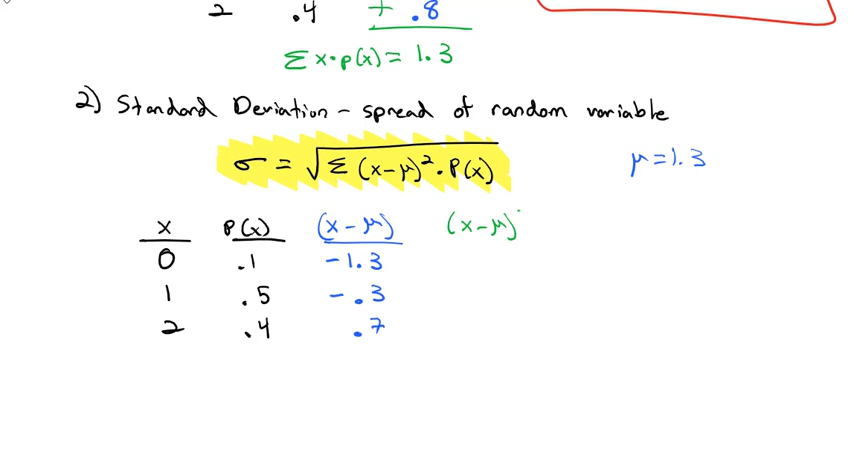 2 .4 + .8
Σ x·p(x) = 1.3
2) Standard Deviation – spread of random variable
σ = √Σ (x-μ)² · P(x)
μ = 1.3
x P(x) (x-μ) (x-μ)
0 .1 -1.3
1 .5 -.3
2 .4 .7